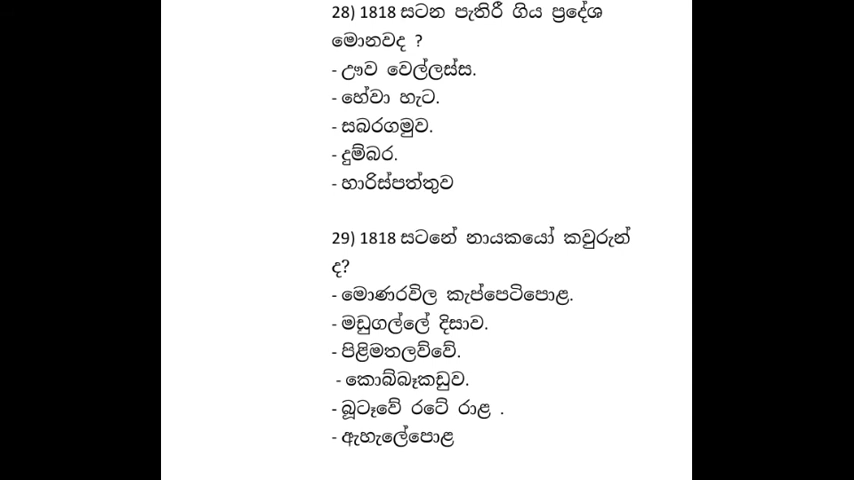 28) 1818 සටන පැතිරී ගිය ප්‍රදේශ
මොනවද ?
- ඌව වෙල්ලස්ස.
- හේවා හැට.
- සබරගමුව.
- දුම්බර.
- හාරිස්පත්තුව
29) 1818 සටනේ නායකයෝ කවුරුන්
ද?
- මොණරවිල කැප්පෙටිපොළ.
- මඩුගල්ලේ දිසාව.
- පිළිමතලව්වේ.
- කොබ්බෑකඩුව.
- බූටෑවේ රටේ රාළ .
- ඇහැලේපොළ